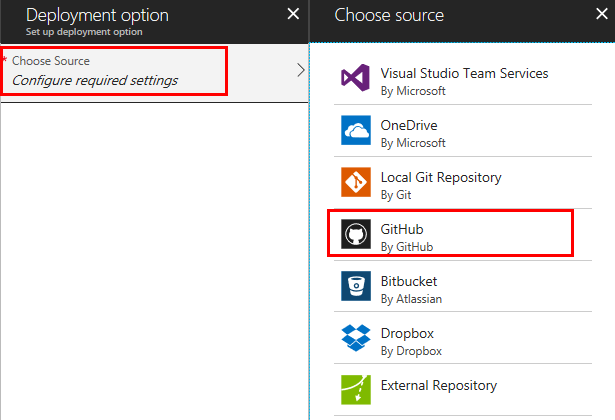 Deployment option
Set up deployment option
* Choose Source
Configure required settings
Choose source
Visual Studio Team Services
By Microsoft
OneDrive
By Microsoft
Local Git Repository
By Git
GitHub
By GitHub
Bitbucket
By Atlassian
Dropbox
By Dropbox
External Repository